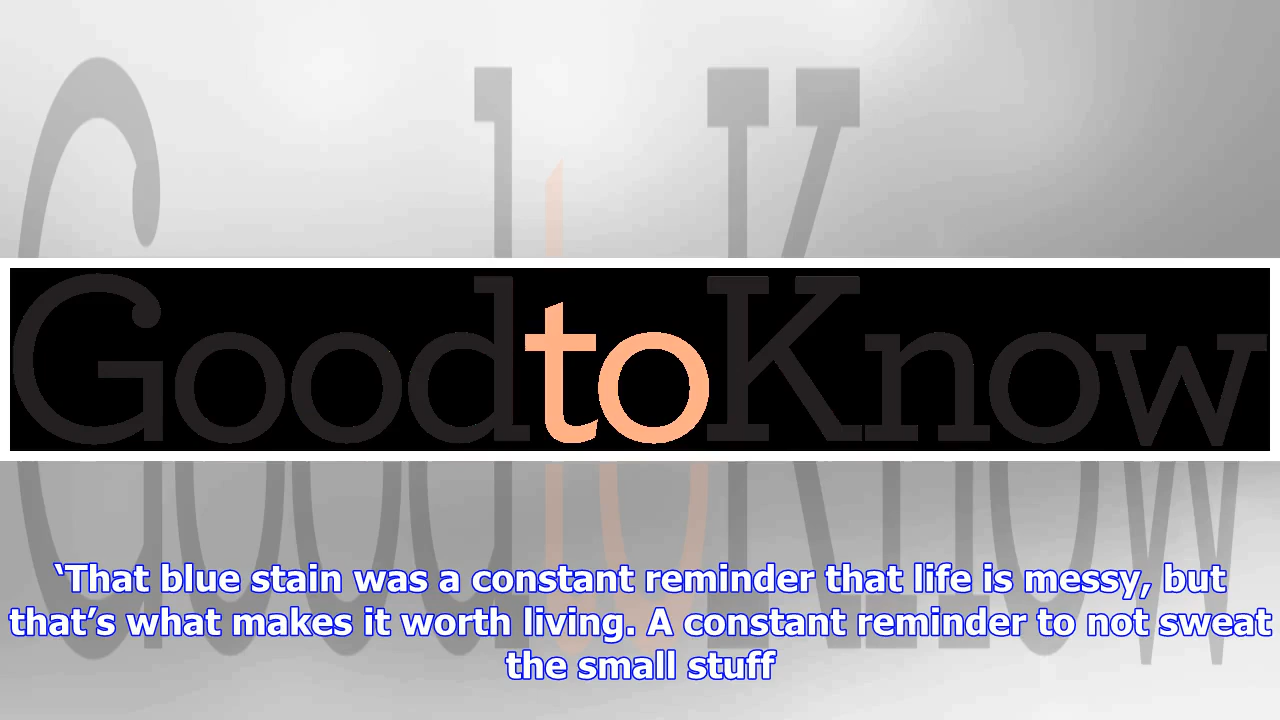 GoodtoKnow
‘That blue stain was a constant reminder that life is messy, but
that’s what makes it worth living. A constant reminder to not sweat
the small stuff